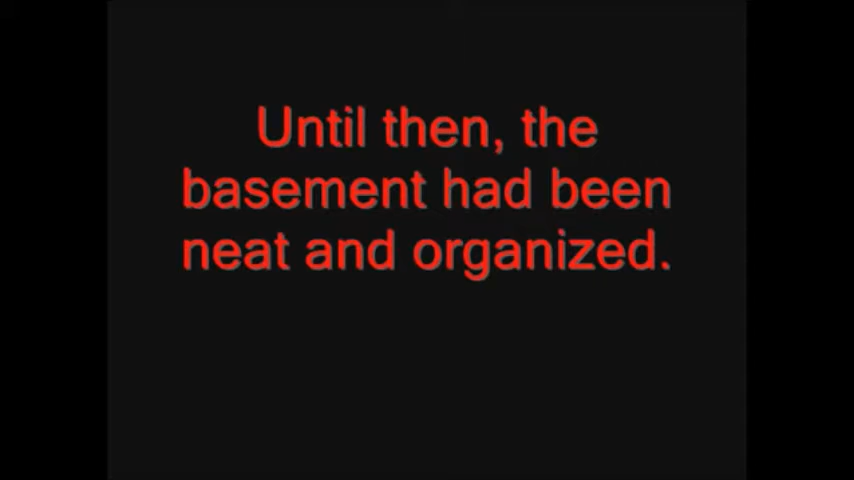 Until then, the
basement had been
neat and organized.